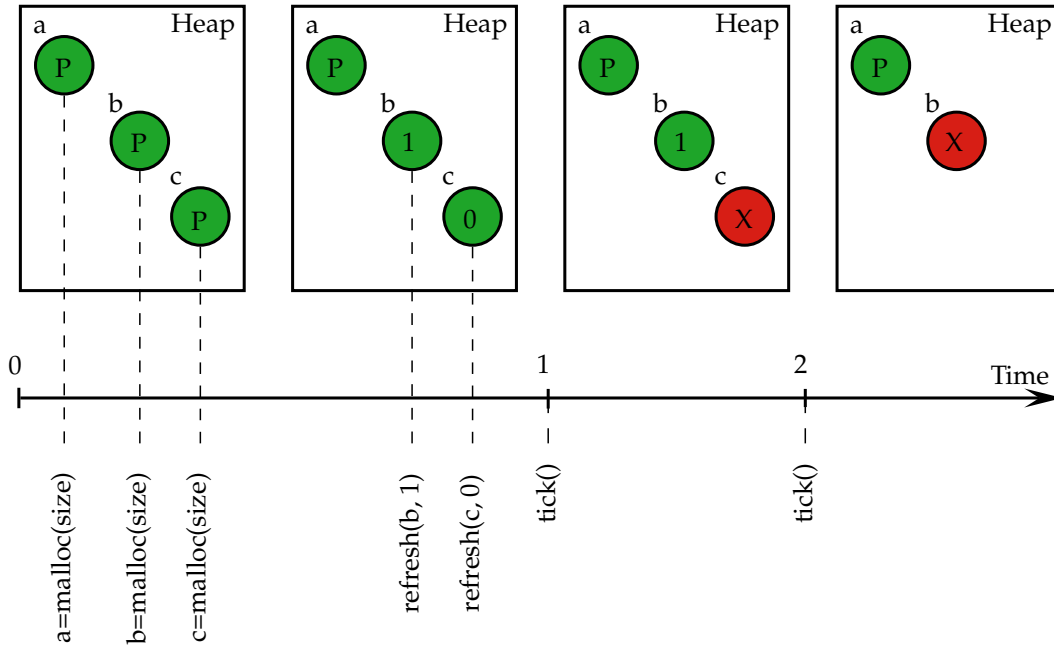 a
Heap
P
b
P
c
P
a
Heap
P
b
1
c
0
a
Heap
P
b
1
c
X
a
Heap
P
b
X
0
1
2
Time
a=malloc(size)
b=malloc(size)
c=malloc(size)
refresh(b, 1)
refresh(c, 0)
tick()
tick()